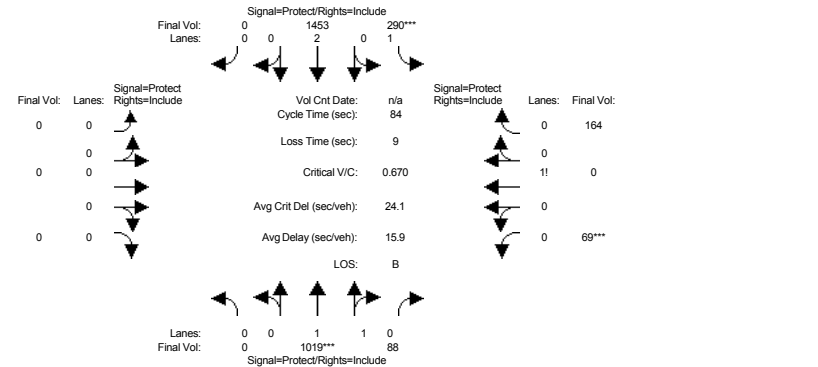 Signal=Protect/Rights=Include
Final Vol: 0 1453 290***
Lanes: 0 0 2 0 1
Signal=Protect Signal=Protect
Final Vol: Lanes: Rights=Include Vol Cnt Date: n/a Rights=Include Lanes: Final Vol:
Cycle Time (sec): 84
0 0 0 164
Loss Time (sec): 9
0 0
0 0 Critical V/C: 0.670 1! 0
0 Avg Crit Del (sec/veh): 24.1 0
0 0 Avg Delay (sec/veh): 15.9 0 69***
LOS: B
Lanes: 0 0 1 1 0
Final Vol: 0 1019*** 88
Signal=Protect/Rights=Include